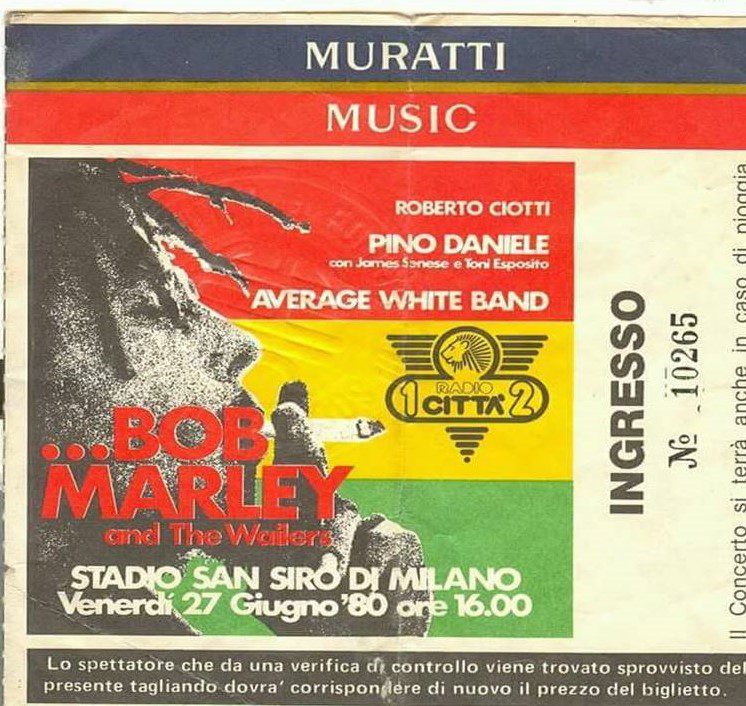 MURATTI
MUSIC
ROBERTO CIOTTI
PINO DANIELE
con James Senese e Toni Esposito
AVERAGE WHITE BAND
RADIO
1 CITTA' 2
...BOB
MARLEY
and The Wailers
STADIO SAN SIRO DI MILANO
Venerdí 27 Giugno '80 ore 16.00
INGRESSO
Nº 10265
Il Concerto si terrà anche in caso di pioggia
Lo spettatore che da una verifica di controllo viene trovato sprovvisto del
presente tagliando dovra' corrispondere di nuovo il prezzo del biglietto.